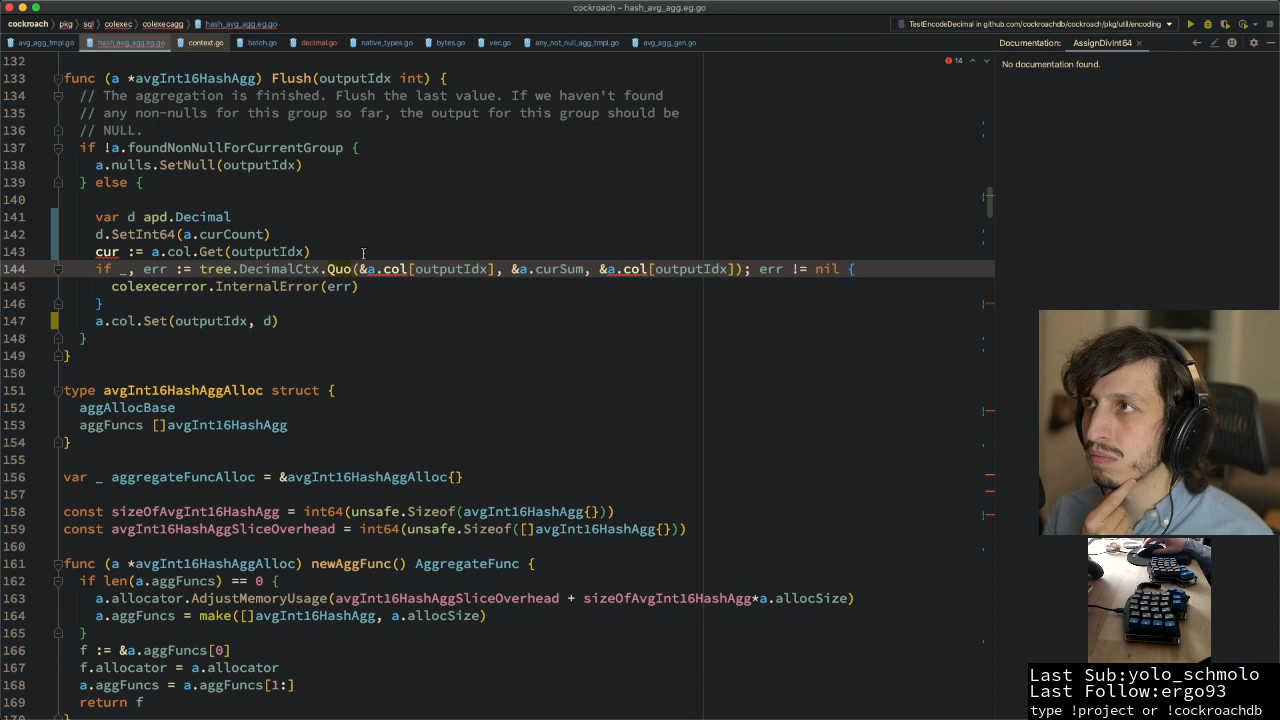 cockroach – hash_avg_agg.eg.go
cockroach › pkg › sql › colexec › colexecagg › hash_avg_agg.eg.go
TestEncodeDecimal in github.com/cockroachdb/cockroach/pkg/util/encoding
avg_agg_tmpl.go × hash_avg_agg.eg.go × context.go × batch.go × decimal.go × native_types.go × bytes.go × vec.go × any_not_null_agg_tmpl.go × avg_agg_gen.go ×
Documentation: AssignDivInt64 ×
No documentation found.
14
132
133 func (a *avgInt16HashAgg) Flush(outputIdx int) {
134 // The aggregation is finished. Flush the last value. If we haven't found
135 // any non-nulls for this group so far, the output for this group should be
136 // NULL.
137 if !a.foundNonNullForCurrentGroup {
138 a.nulls.SetNull(outputIdx)
139 } else {
140
141 var d apd.Decimal
142 d.SetInt64(a.curCount)
143 cur := a.col.Get(outputIdx)
144 if _, err := tree.DecimalCtx.Quo(&a.col[outputIdx], &a.curSum, &a.col[outputIdx]); err != nil {
145 colexecerror.InternalError(err)
146 }
147 a.col.Set(outputIdx, d)
148 }
149 }
150
151 type avgInt16HashAggAlloc struct {
152 aggAllocBase
153 aggFuncs []avgInt16HashAgg
154 }
155
156 var _ aggregateFuncAlloc = &avgInt16HashAggAlloc{}
157
158 const sizeOfAvgInt16HashAgg = int64(unsafe.Sizeof(avgInt16HashAgg{}))
159 const avgInt16HashAggSliceOverhead = int64(unsafe.Sizeof([]avgInt16HashAgg{}))
160
161 func (a *avgInt16HashAggAlloc) newAggFunc() AggregateFunc {
162 if len(a.aggFuncs) == 0 {
163 a.allocator.AdjustMemoryUsage(avgInt16HashAggSliceOverhead + sizeOfAvgInt16HashAgg*a.allocSize)
164 a.aggFuncs = make([]avgInt16HashAgg, a.allocSize)
165 }
166 f := &a.aggFuncs[0]
167 f.allocator = a.allocator
168 a.aggFuncs = a.aggFuncs[1:]
169 return f
170 }
Last Sub:yolo_schmolo
Last Follow:ergo93
type !project or !cockroachdb